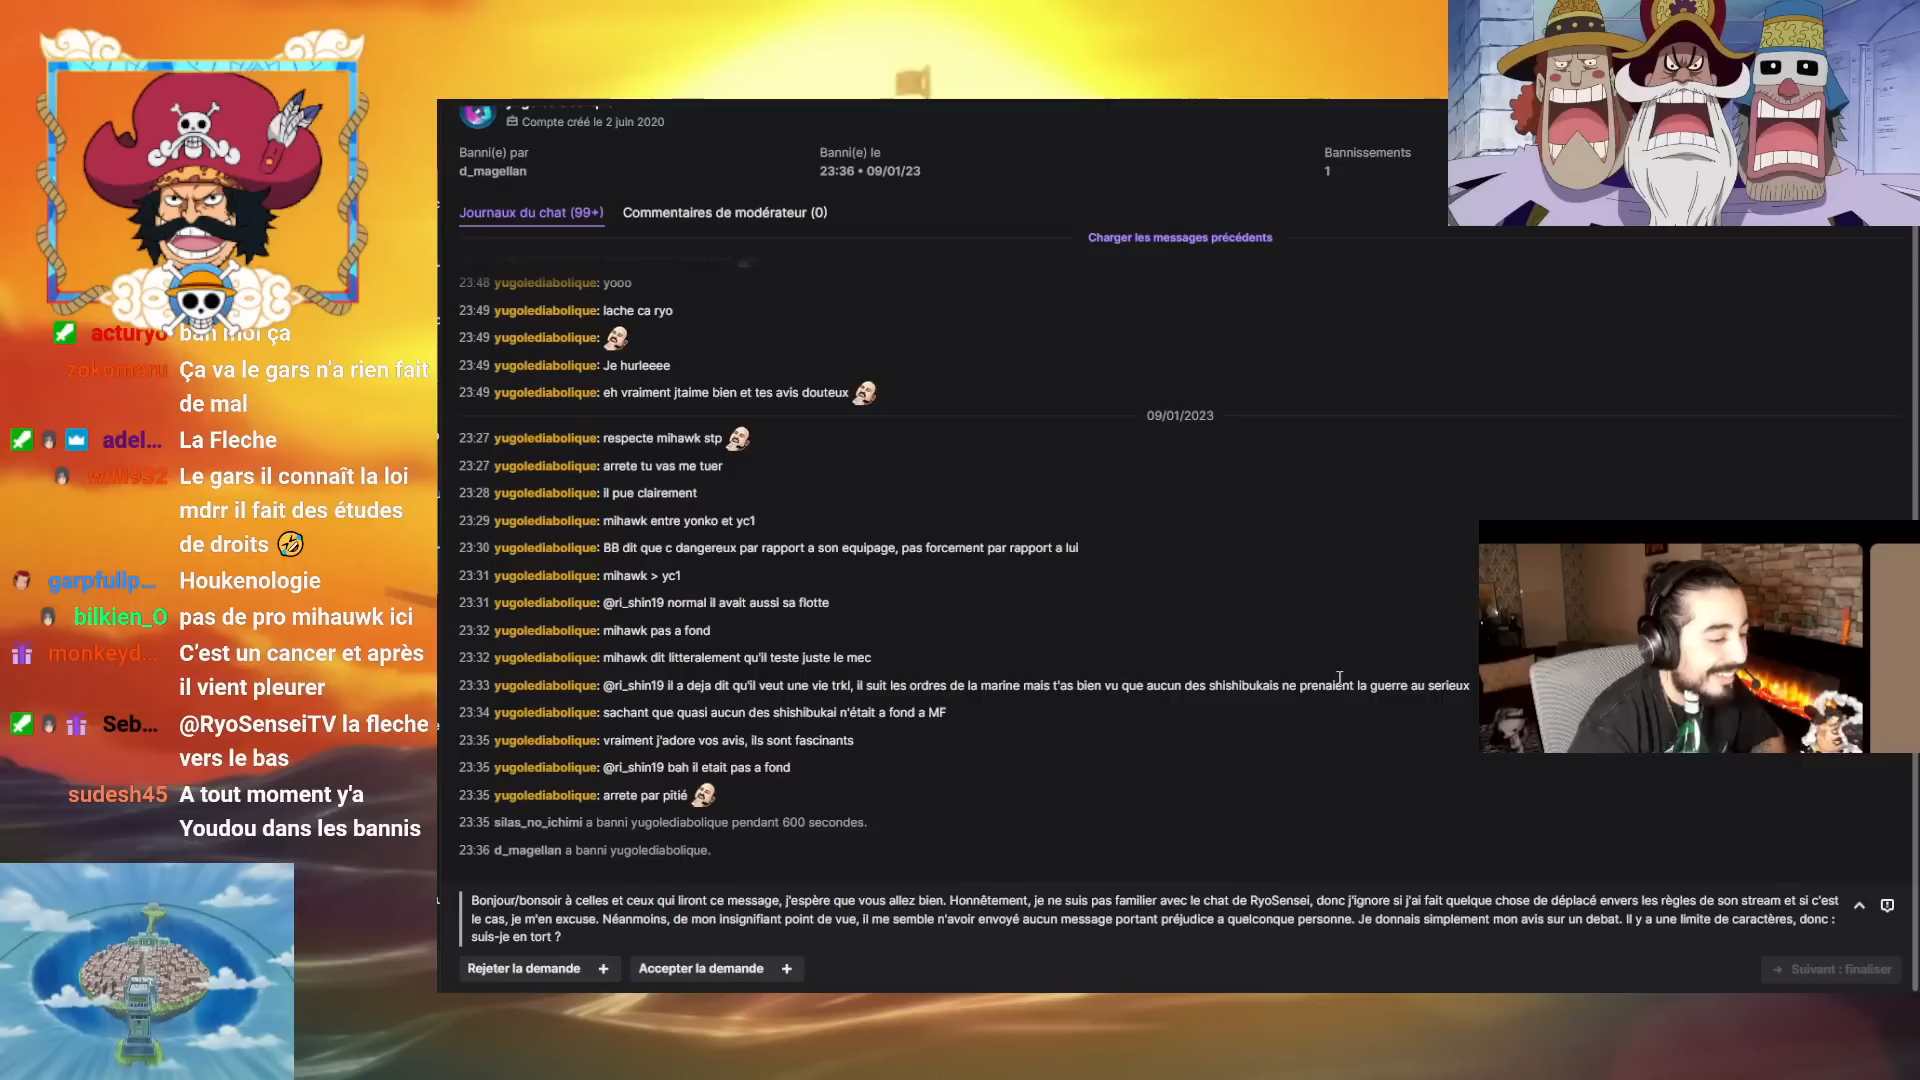 Compte créé le 2 juin 2020
Banni(e) par
d_magellan
Banni(e) le
23:36 • 09/01/23
Bannissements
1
Journaux du chat (99+)
Commentaires de modérateur (0)
Charger les messages précédents
23:48 yugolediabolique: yooo
23:49 yugolediabolique: lache ca ryo
23:49 yugolediabolique:
23:49 yugolediabolique: Je hurleeee
23:49 yugolediabolique: eh vraiment jtaime bien et tes avis douteux
09/01/2023
23:27 yugolediabolique: respecte mihawk stp
23:27 yugolediabolique: arrete tu vas me tuer
23:28 yugolediabolique: il pue clairement
23:29 yugolediabolique: mihawk entre yonko et yc1
23:30 yugolediabolique: BB dit que c dangereux par rapport a son equipage, pas forcement par rapport a lui
23:31 yugolediabolique: mihawk > yc1
23:31 yugolediabolique: @ri_shin19 normal il avait aussi sa flotte
23:32 yugolediabolique: mihawk pas a fond
23:32 yugolediabolique: mihawk dit litteralement qu'il teste juste le mec
23:33 yugolediabolique: @ri_shin19 il a deja dit qu'il veut une vie trkl, il suit les ordres de la marine mais t'as bien vu que aucun des shishibukais ne prenaient la guerre au serieux
23:34 yugolediabolique: sachant que quasi aucun des shishibukai n'était a fond a MF
23:35 yugolediabolique: vraiment j'adore vos avis, ils sont fascinants
23:35 yugolediabolique: @ri_shin19 bah il etait pas a fond
23:35 yugolediabolique: arrete par pitié
23:35 silas_no_ichimi a banni yugolediabolique pendant 600 secondes.
23:36 d_magellan a banni yugolediabolique.
Bonjour/bonsoir à celles et ceux qui liront ce message, j'espère que vous allez bien. Honnêtement, je ne suis pas familier avec le chat de RyoSensei, donc j'ignore si j'ai fait quelque chose de déplacé envers les règles de son stream et si c'est
le cas, je m'en excuse. Néanmoins, de mon insignifiant point de vue, il me semble n'avoir envoyé aucun message portant préjudice a quelconque personne. Je donnais simplement mon avis sur un debat. Il y a une limite de caractères, donc :
suis-je en tort ?
Rejeter la demande +
Accepter la demande +
→ Suivant : finaliser
acturyo bah moi ça
zokomaru Ça va le gars n'a rien fait
de mal
adel... La Fleche
willi932 Le gars il connaît la loi
mdrr il fait des études
de droits
garpfullp... Houkenologie
bilkien_O pas de pro mihauwk ici
monkeyd... C'est un cancer et après
il vient pleurer
Seb... @RyoSenseiTV la fleche
vers le bas
sudesh45 A tout moment y'a
Youdou dans les bannis